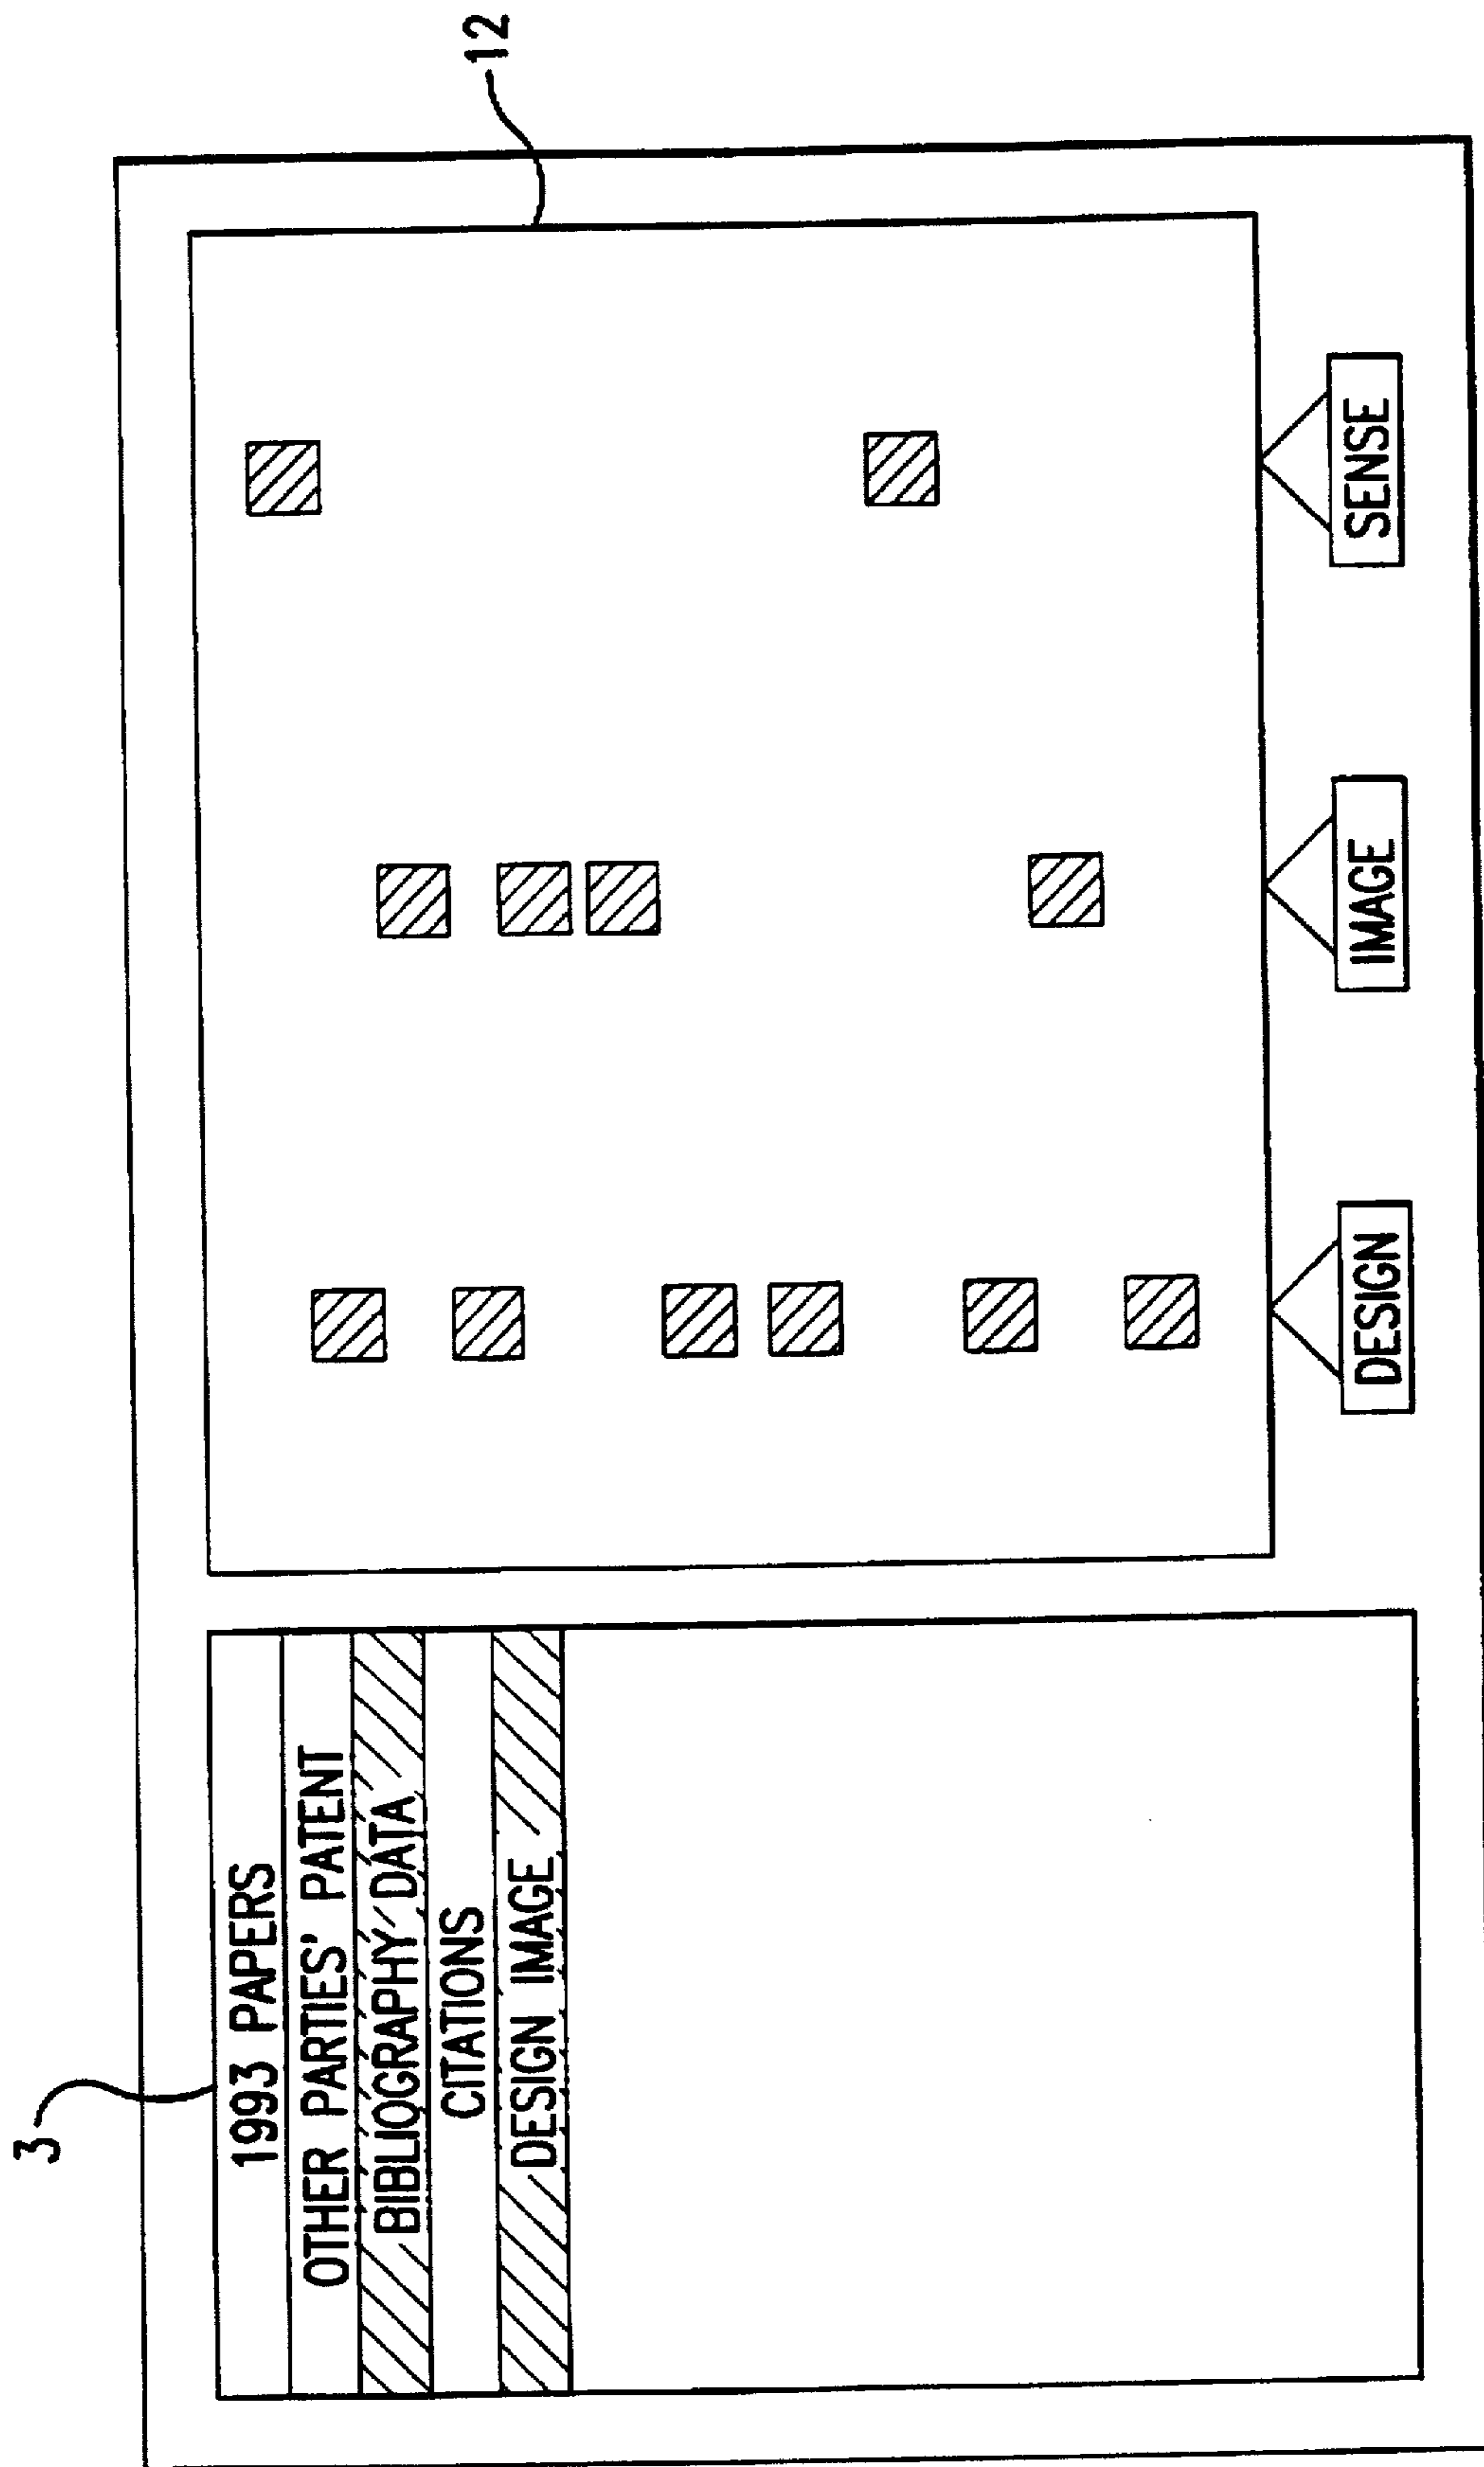 3
1993 PAPERS
OTHER PARTIES' PATENT
BIBLIOGRAPHY DATA
CITATIONS
DESIGN IMAGE
12
DESIGN
IMAGE
SENSE